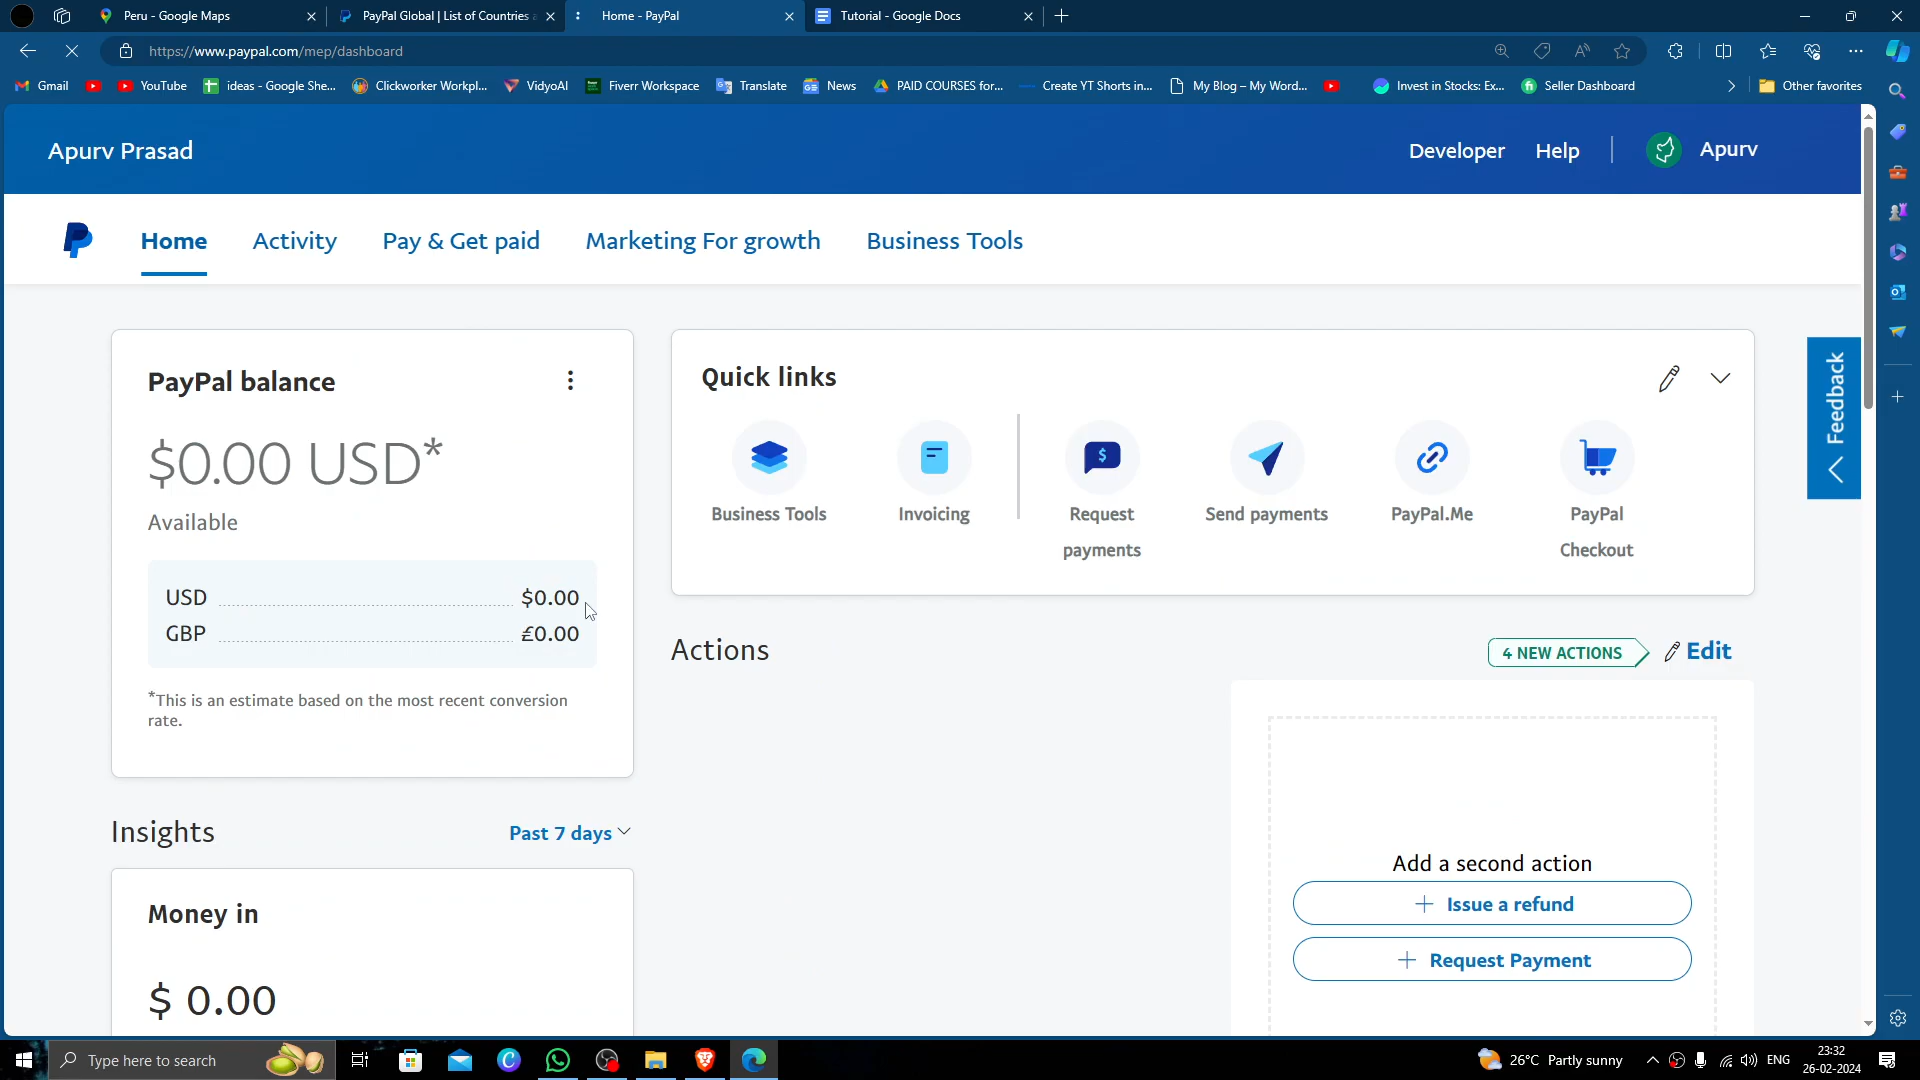 Peru - Google Maps
PayPal Global | List of Countries a
Home - PayPal
Tutorial - Google Docs
https://www.paypal.com/mep/dashboard
Gmail
YouTube
ideas - Google She...
Clickworker Workpl...
VidyoAI
Fiverr Workspace
Translate
News
PAID COURSES for...
Create YT Shorts in...
My Blog – My Word...
Invest in Stocks: Ex...
Seller Dashboard
Other favorites
Apurv Prasad
Developer
Help
Apurv
Home
Activity
Pay & Get paid
Marketing For growth
Business Tools
PayPal balance
$0.00 USD*
Available
USD $0.00
GBP £0.00
*This is an estimate based on the most recent conversion
rate.
Quick links
Business Tools
Invoicing
Request
payments
Send payments
PayPal.Me
PayPal
Checkout
Feedback
Actions
4 NEW ACTIONS
Edit
Add a second action
Issue a refund
Request Payment
Insights
Past 7 days
Money in
$ 0.00
Type here to search
26°C Partly sunny
ENG
23:32
26-02-2024